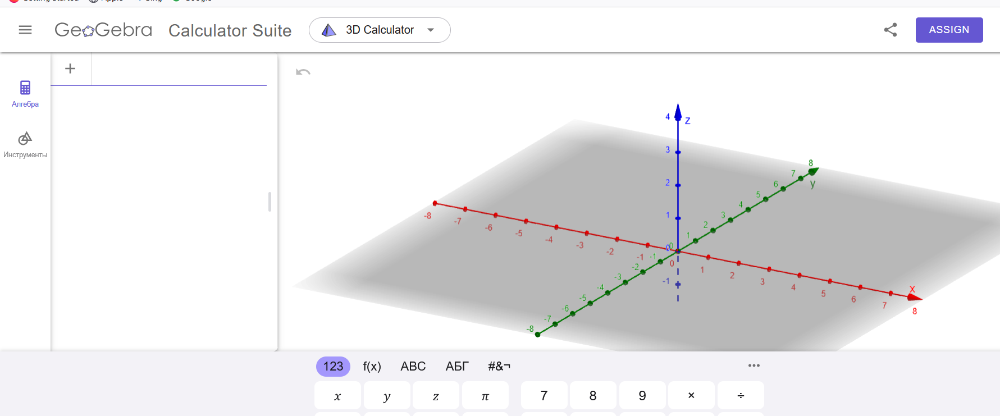 GeoGebra Calculator Suite 3D Calculator ASSIGN
+
Алгебра
Инструменты
4 z
3
2
1
0
-1
8
7 y
6
5
4
3
2
1
0
-1
-2
-3
-4
-5
-6
-7
-8
-8 -7 -6 -5 -4 -3 -2 -1 0 1 2 3 4 5 6 7 8
x
123 f(x) ABC АБГ #&¬ •••
x y z π 7 8 9 × ÷